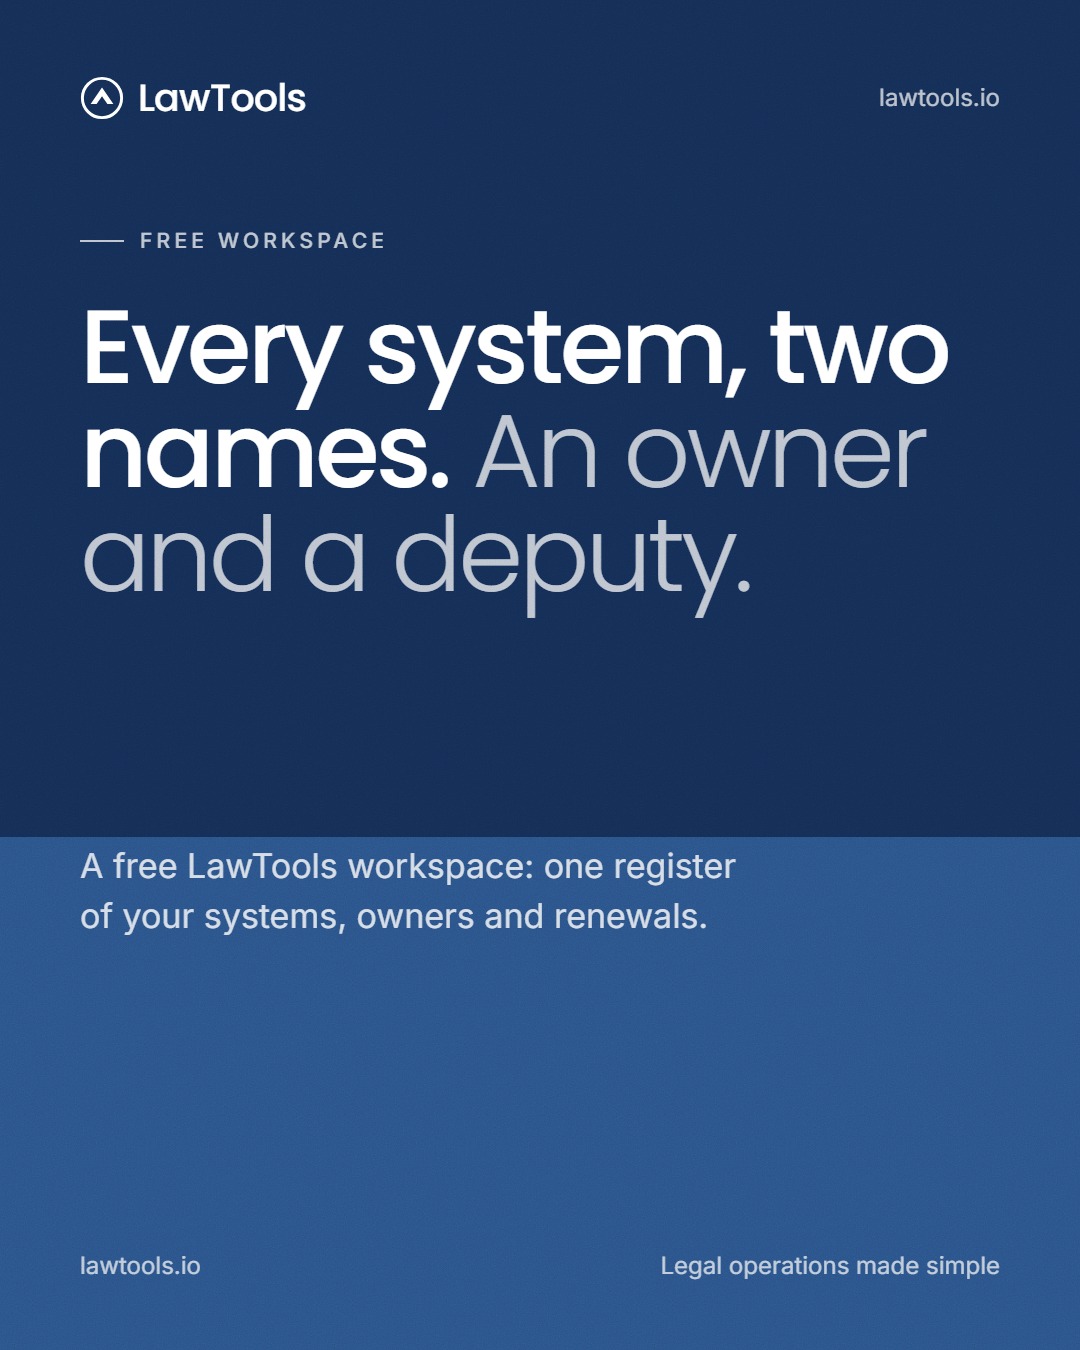 LawTools
lawtools.io
FREE WORKSPACE
Every system, two
names. An owner
and a deputy.
A free LawTools workspace: one register
of your systems, owners and renewals.
lawtools.io
Legal operations made simple